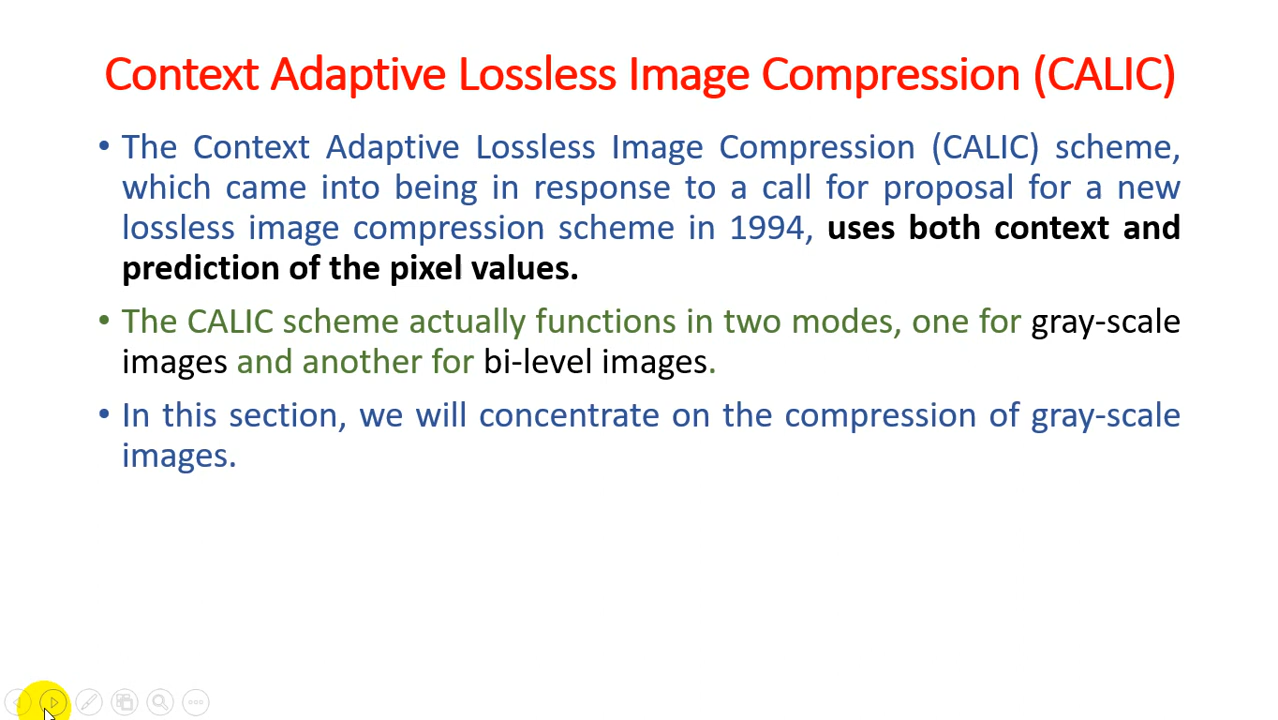 Context Adaptive Lossless Image Compression (CALIC)
• The Context Adaptive Lossless Image Compression (CALIC) scheme,
which came into being in response to a call for proposal for a new
lossless image compression scheme in 1994, uses both context and
prediction of the pixel values.
• The CALIC scheme actually functions in two modes, one for gray-scale
images and another for bi-level images.
• In this section, we will concentrate on the compression of gray-scale
images.